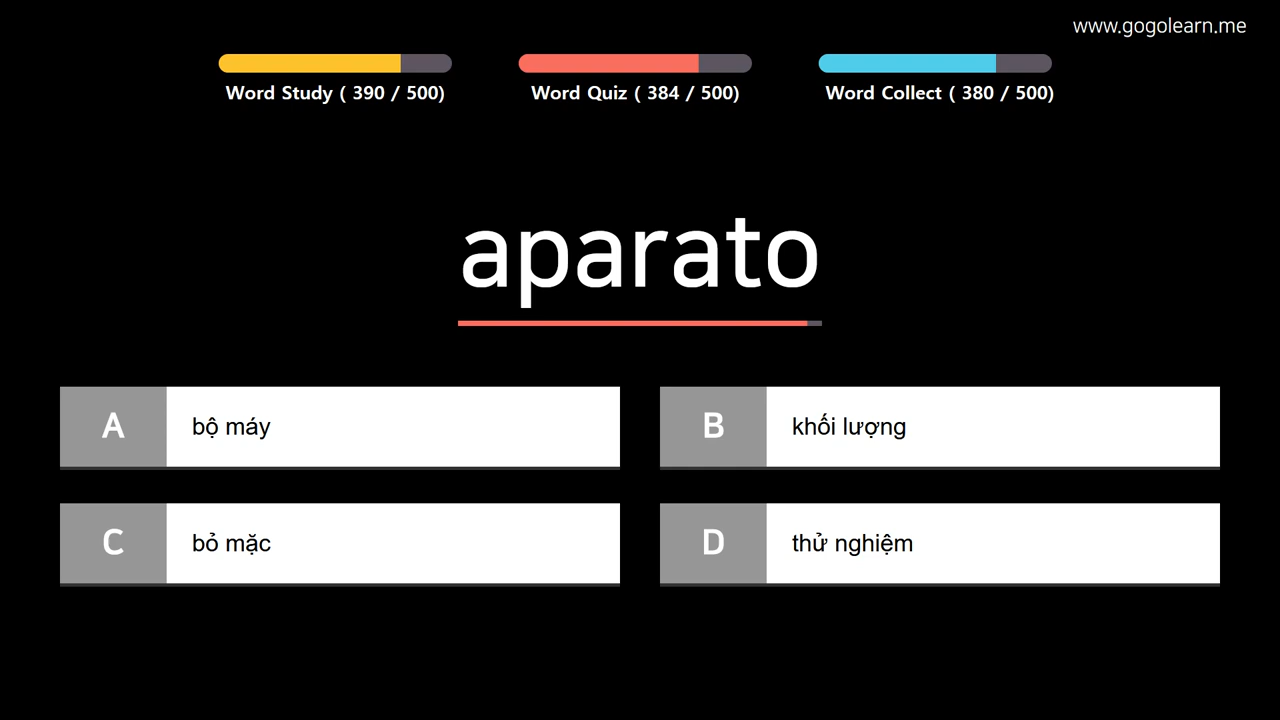 www.gogolearn.me
Word Study ( 390 / 500)
Word Quiz ( 384 / 500)
Word Collect ( 380 / 500)
aparato
A bộ máy
B khối lượng
C bỏ mặc
D thử nghiệm